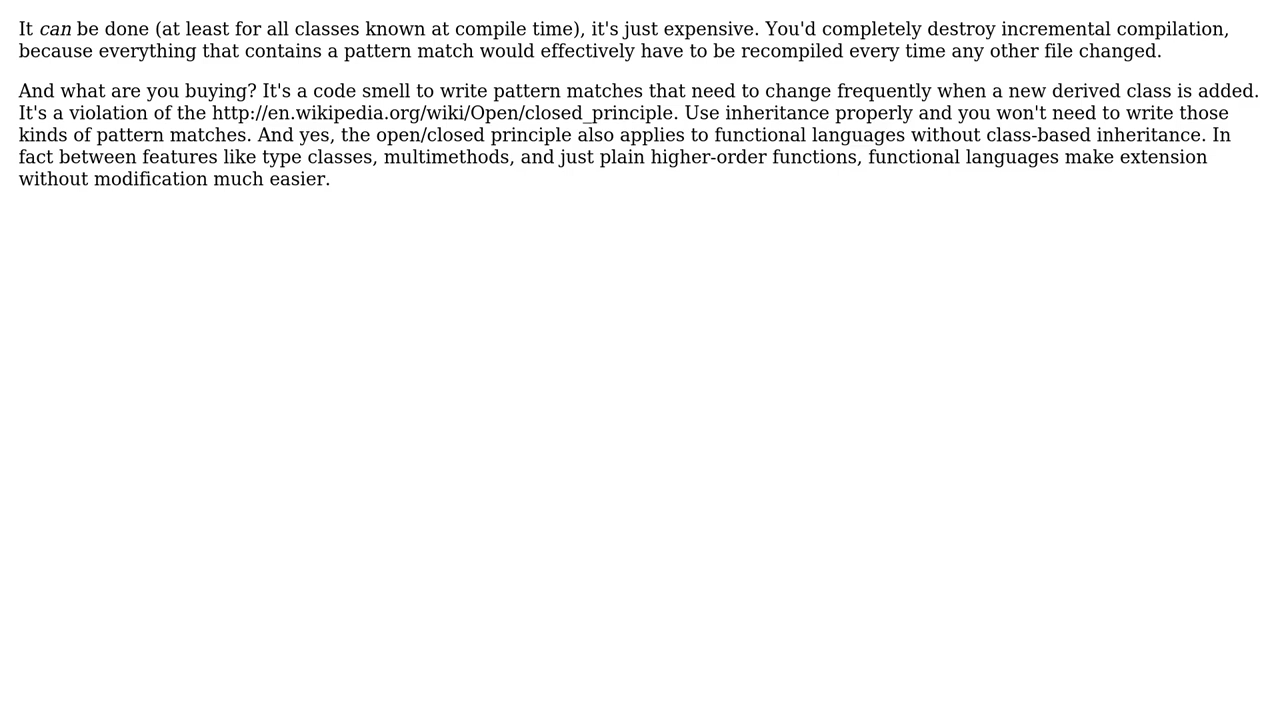 It can be done (at least for all classes known at compile time), it's just expensive. You'd completely destroy incremental compilation,
because everything that contains a pattern match would effectively have to be recompiled every time any other file changed.
And what are you buying? It's a code smell to write pattern matches that need to change frequently when a new derived class is added.
It's a violation of the http://en.wikipedia.org/wiki/Open/closed_principle. Use inheritance properly and you won't need to write those
kinds of pattern matches. And yes, the open/closed principle also applies to functional languages without class-based inheritance. In
fact between features like type classes, multimethods, and just plain higher-order functions, functional languages make extension
without modification much easier.